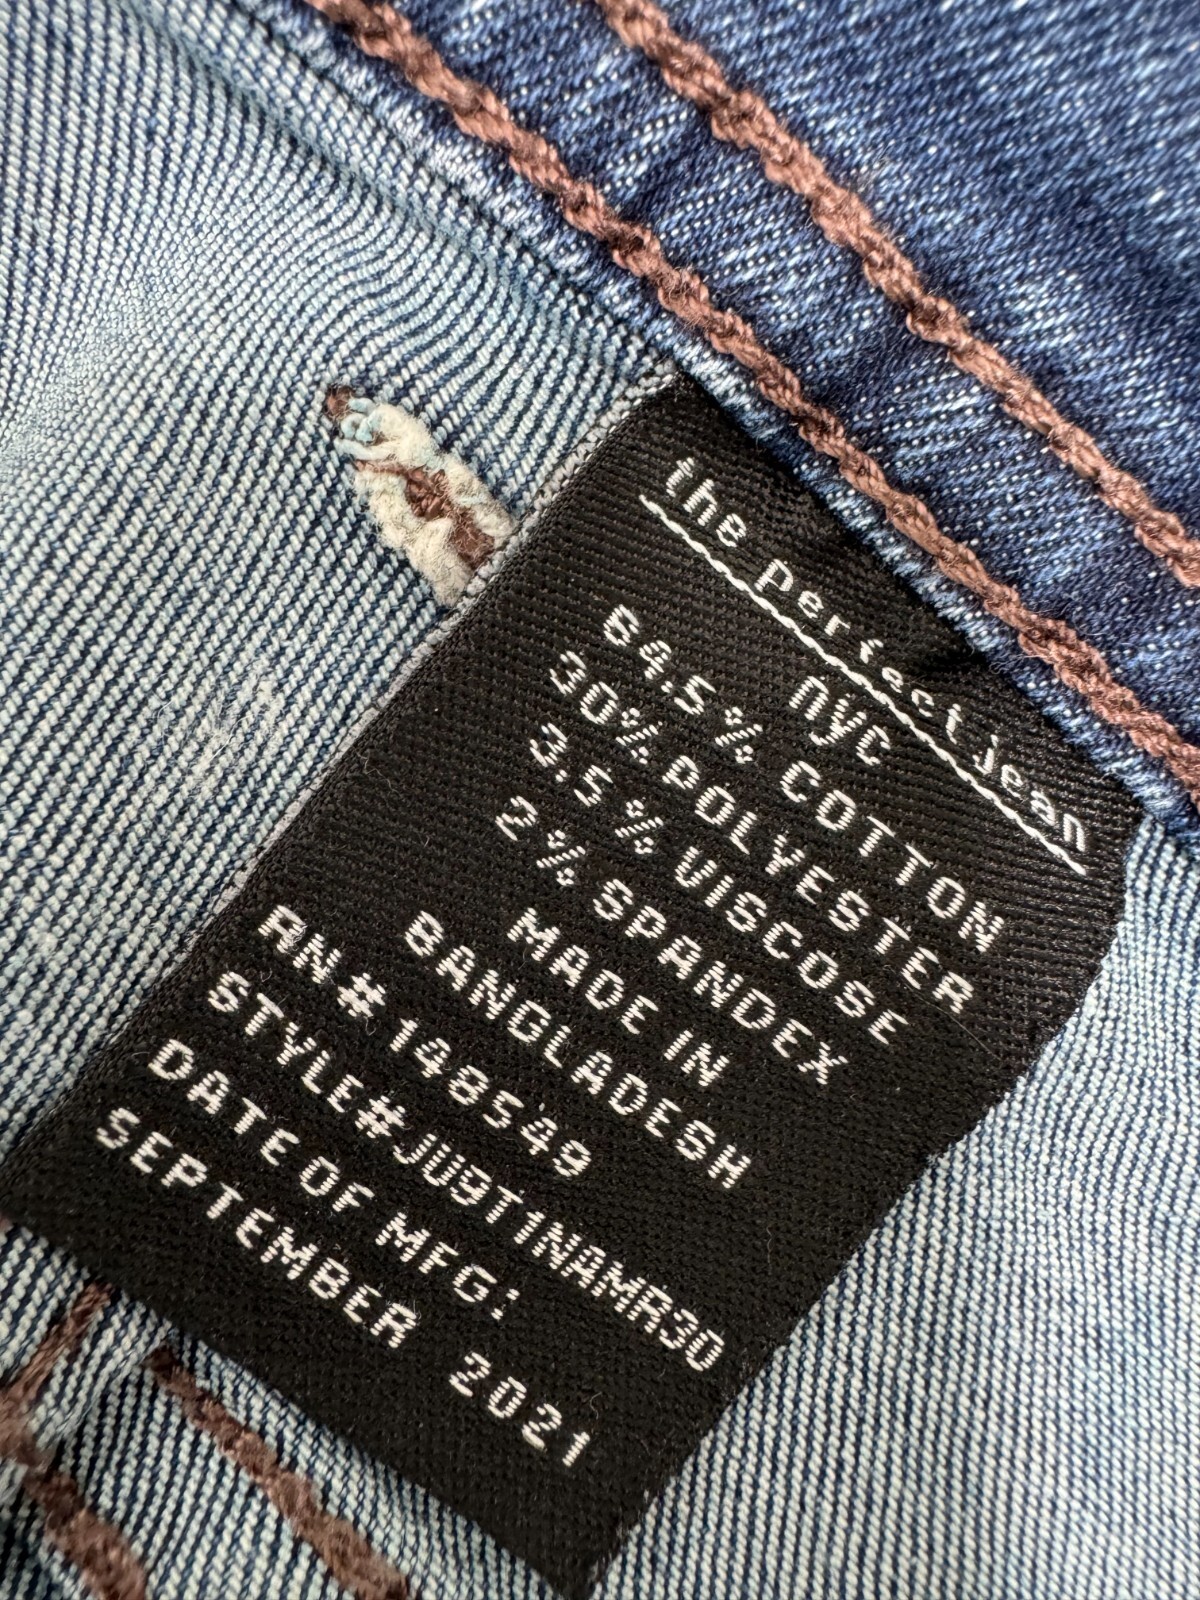 the perfect jean
nyc
64.5% COTTON
30% POLYESTER
3.5% VISCOSE
2% SPANDEX
MADE IN
BANGLADESH
RN# 148549
STYLE#JU9T1NAMR30
DATE OF MFG:
SEPTEMBER 2021